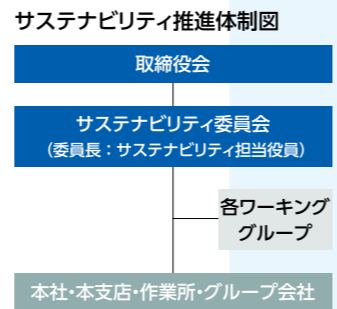 サステナビリティ推進体制図
取締役会
サステナビリティ委員会
(委員長：サステナビリティ担当役員)
各ワーキング
グループ
本社・本支店・作業所・グループ会社